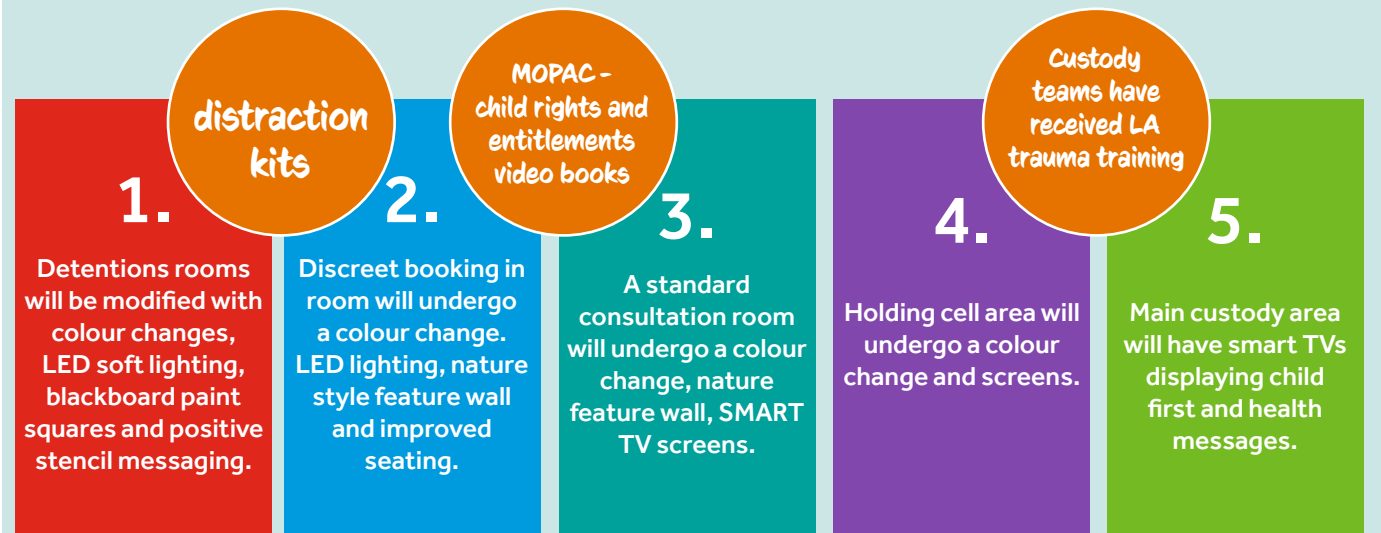 distraction
kits
MOPAC -
child rights and
entitlements
video books
Custody
teams have
received LA
trauma training
1.
Detentions rooms
will be modified with
colour changes,
LED soft lighting,
blackboard paint
squares and positive
stencil messaging.
2.
Discreet booking in
room will undergo
a colour change.
LED lighting, nature
style feature wall
and improved
seating.
3.
A standard
consultation room
will undergo a colour
change, nature
feature wall, SMART
TV screens.
4.
Holding cell area will
undergo a colour
change and screens.
5.
Main custody area
will have smart TVs
displaying child
first and health
messages.